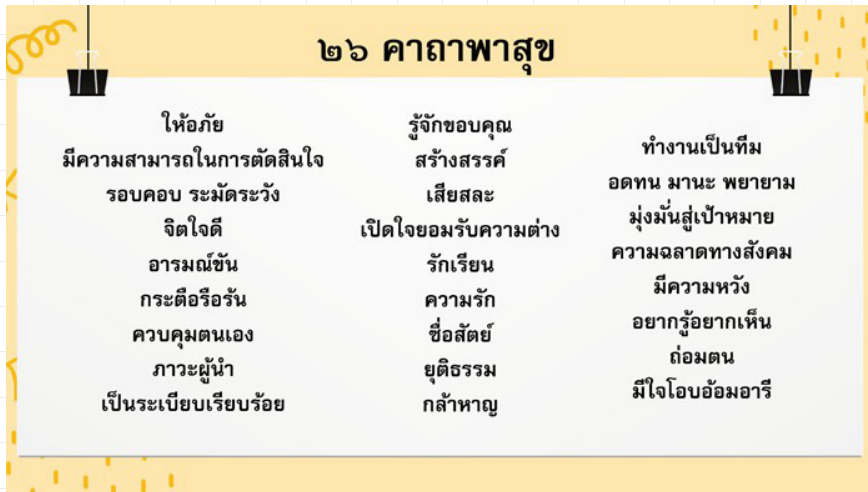 ๒๖ คาถาพาสุข
ให้อภัย
มีความสามารถในการตัดสินใจ
รอบคอบ ระมัดระวัง
จิตใจดี
อารมณ์ขัน
กระตือรือร้น
ควบคุมตนเอง
ภาวะผู้นำ
เป็นระเบียบเรียบร้อย
รู้จักขอบคุณ
สร้างสรรค์
เสียสละ
เปิดใจยอมรับความต่าง
รักเรียน
ความรัก
ซื่อสัตย์
ยุติธรรม
กล้าหาญ
ทำงานเป็นทีม
อดทน มานะ พยายาม
มุ่งมั่นสู่เป้าหมาย
ความฉลาดทางสังคม
มีความหวัง
อยากรู้อยากเห็น
ถ่อมตน
มีใจโอบอ้อมอารี